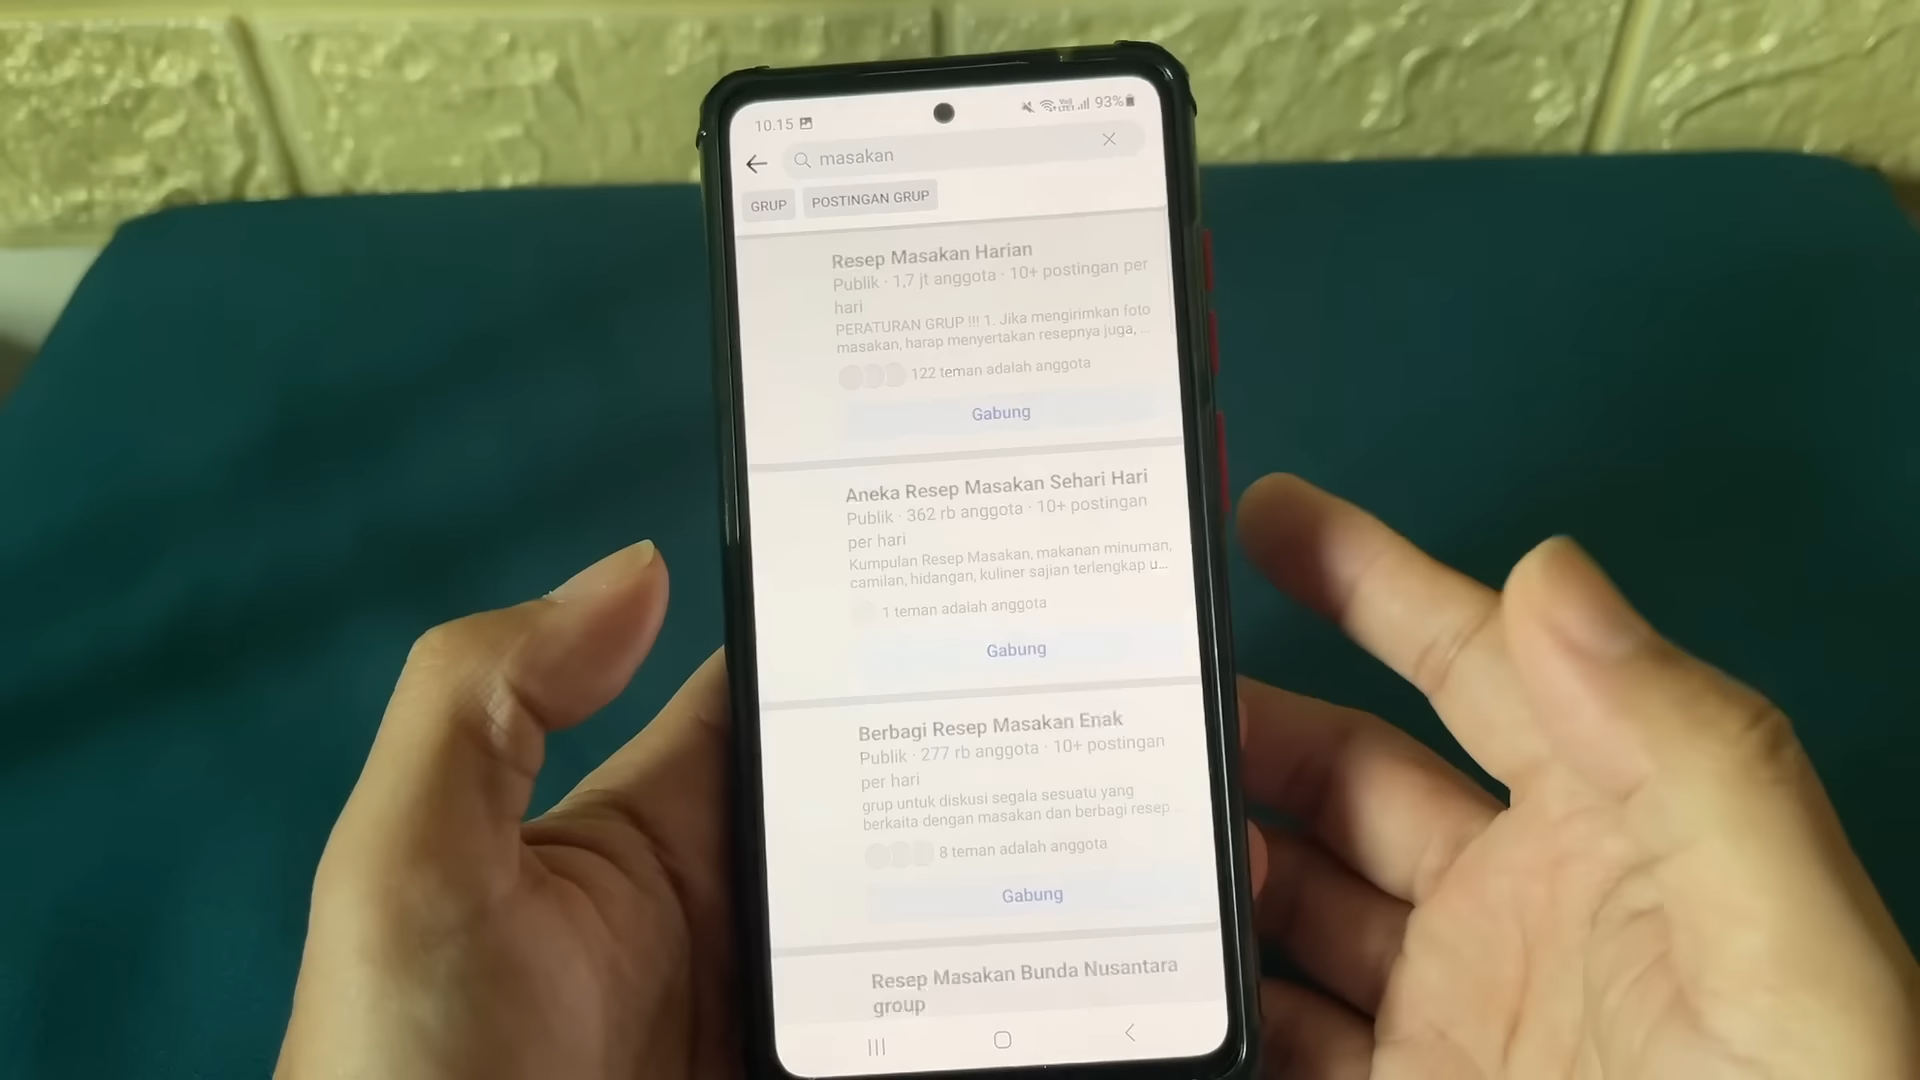 10.15
93%
masakan
GRUP
POSTINGAN GRUP
Resep Masakan Harian
Publik · 1,7 jt anggota · 10+ postingan per
hari
PERATURAN GRUP !!! 1. Jika mengirimkan foto
masakan, harap menyertakan resepnya juga, ...
122 teman adalah anggota
Gabung
Aneka Resep Masakan Sehari Hari
Publik · 362 rb anggota · 10+ postingan
per hari
Kumpulan Resep Masakan, makanan minuman,
camilan, hidangan, kuliner sajian terlengkap u...
1 teman adalah anggota
Gabung
Berbagi Resep Masakan Enak
Publik · 277 rb anggota · 10+ postingan
per hari
grup untuk diskusi segala sesuatu yang
berkaita dengan masakan dan berbagi resep ...
8 teman adalah anggota
Gabung
Resep Masakan Bunda Nusantara
group